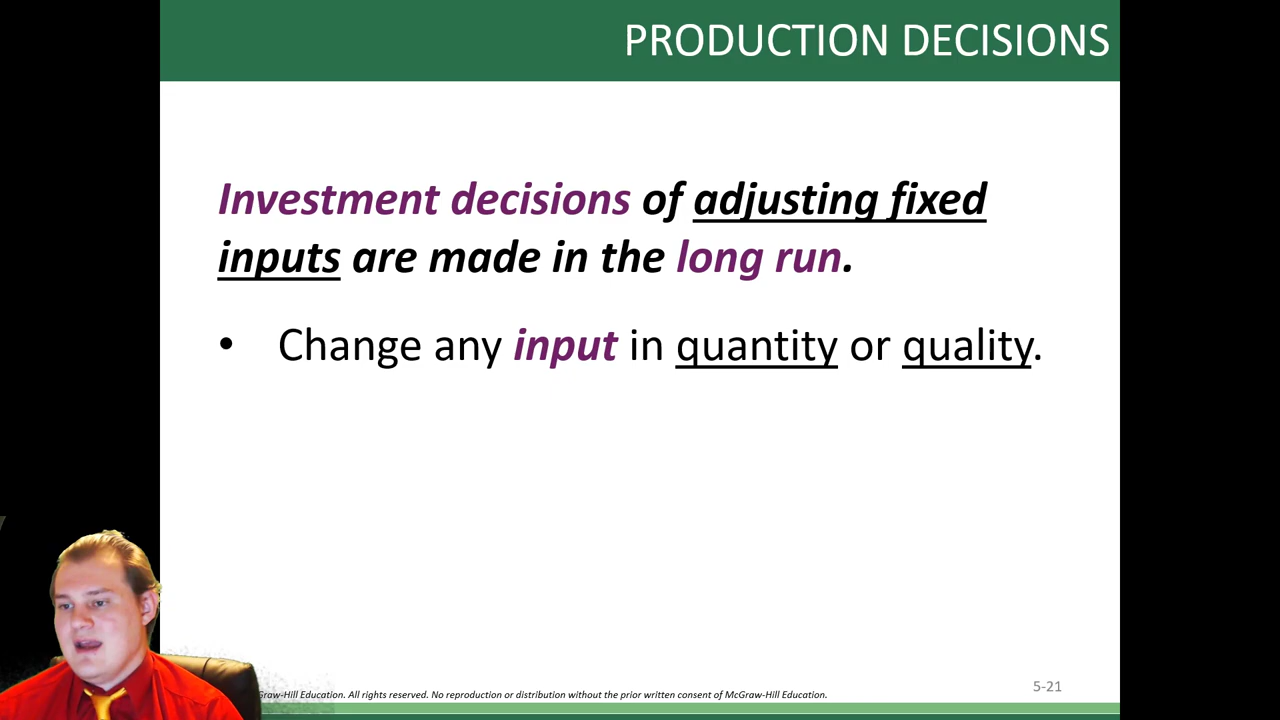 PRODUCTION DECISIONS
Investment decisions of adjusting fixed
inputs are made in the long run.
• Change any input in quantity or quality.
5-21
Graw-Hill Education. All rights reserved. No reproduction or distribution without the prior written consent of McGraw-Hill Education.